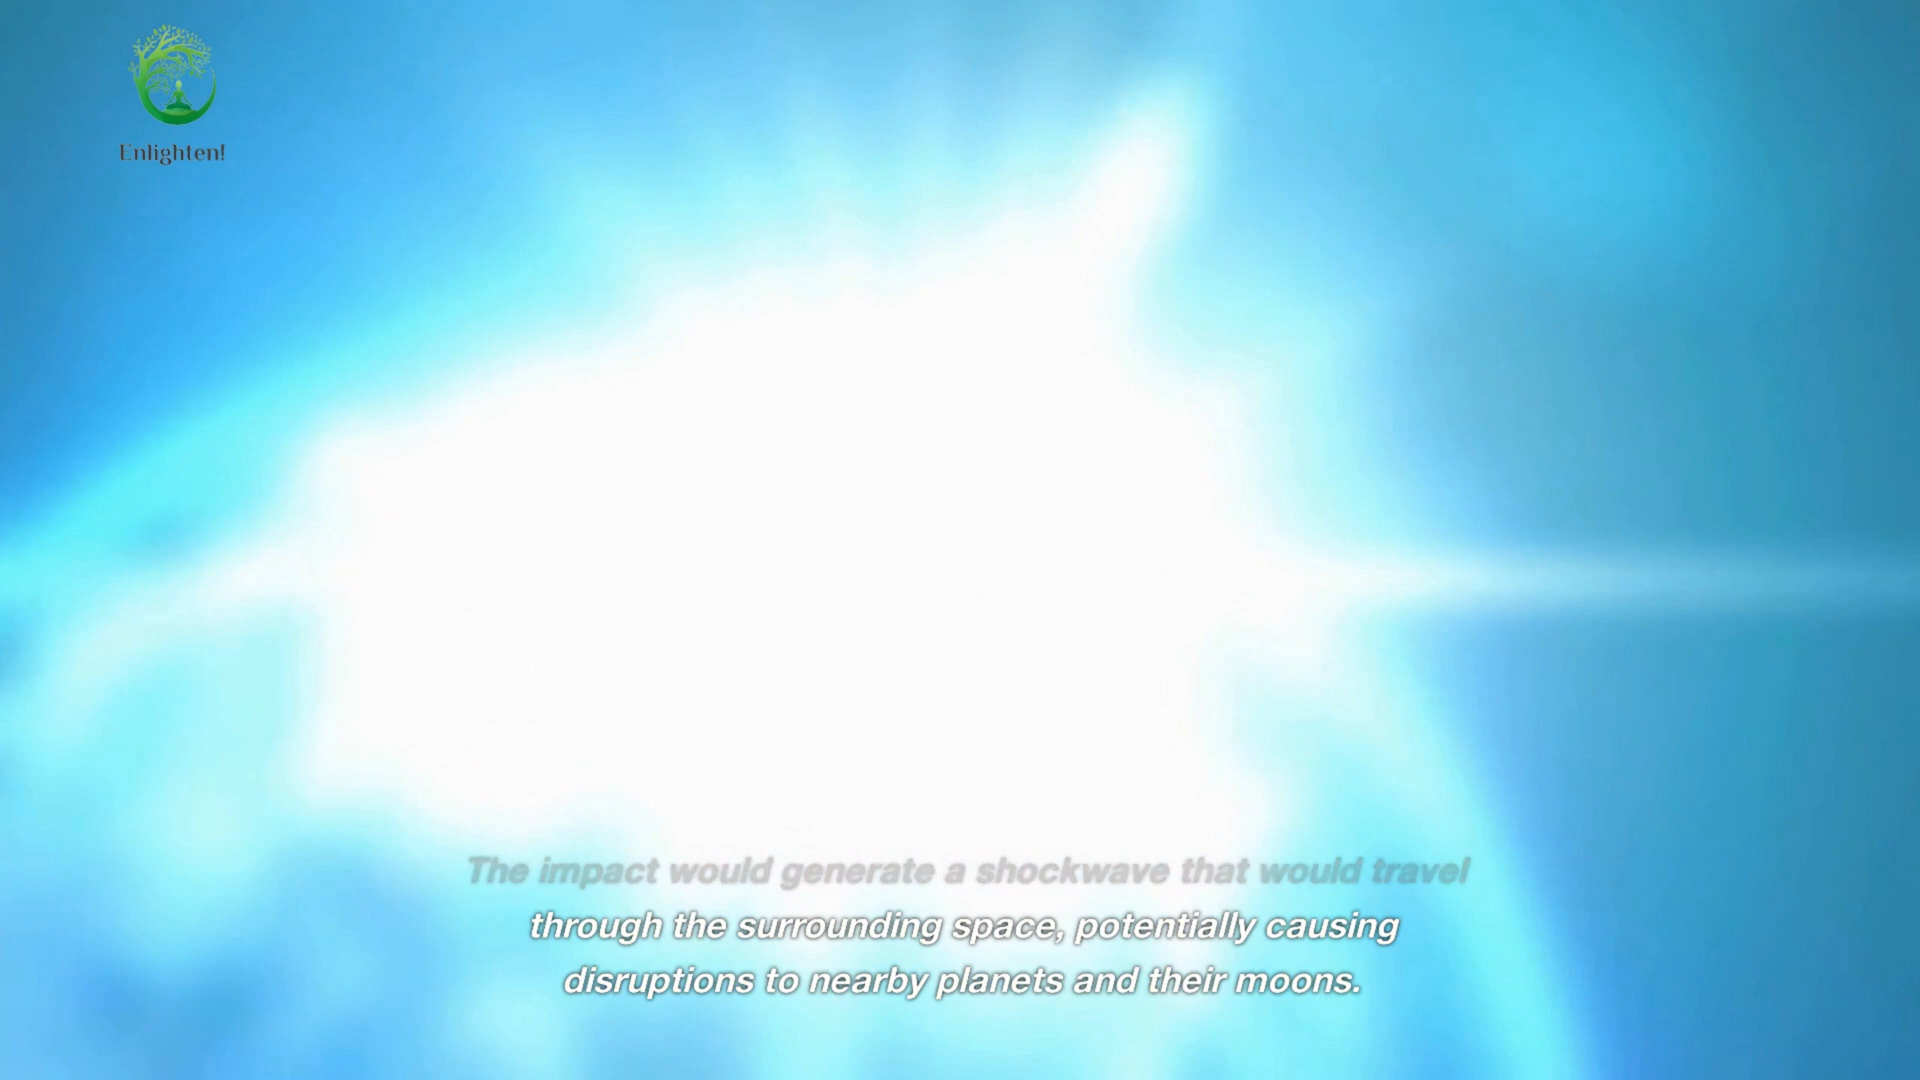 Enlighten!
The impact would generate a shockwave that would travel
through the surrounding space, potentially causing
disruptions to nearby planets and their moons.